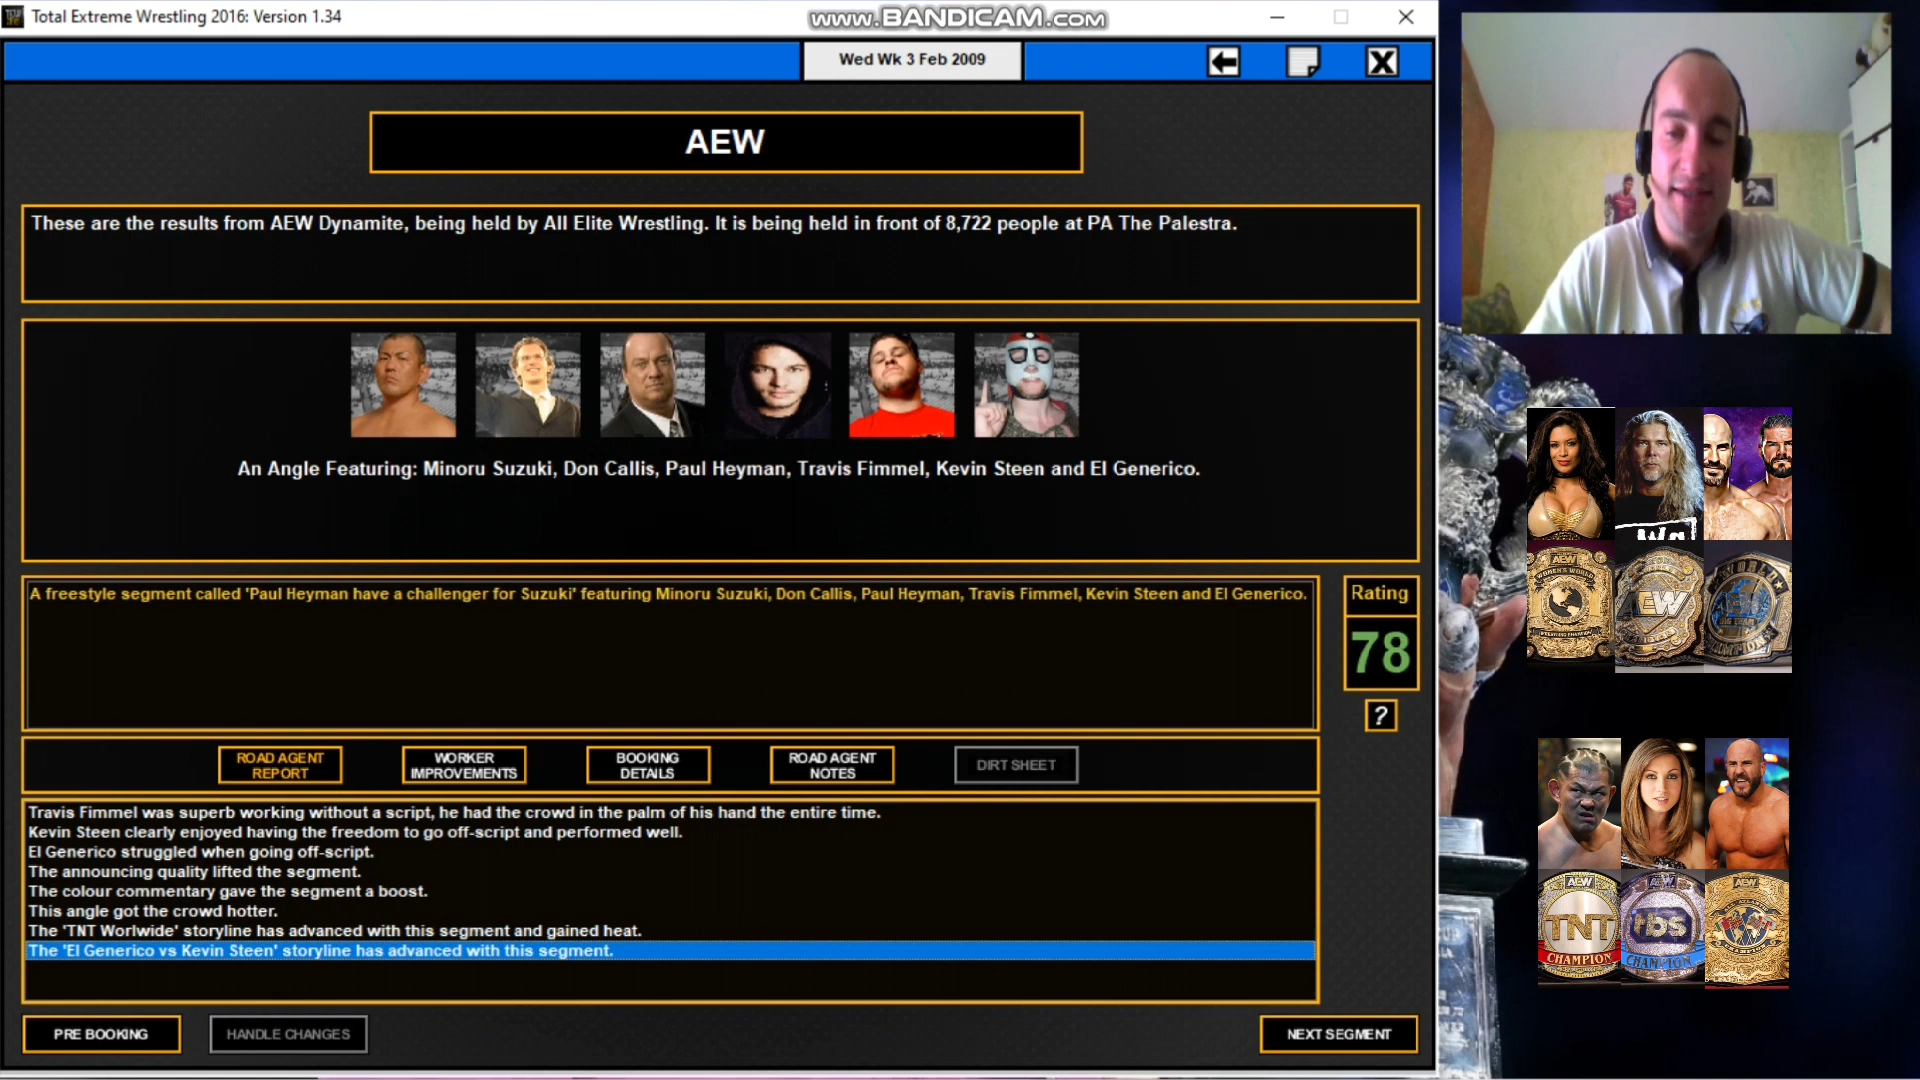 Total Extreme Wrestling 2016: Version 1.34
www.BANDICAM.com
Wed Wk 3 Feb 2009
AEW
These are the results from AEW Dynamite, being held by All Elite Wrestling. It is being held in front of 8,722 people at PA The Palestra.
An Angle Featuring: Minoru Suzuki, Don Callis, Paul Heyman, Travis Fimmel, Kevin Steen and El Generico.
A freestyle segment called 'Paul Heyman have a challenger for Suzuki' featuring Minoru Suzuki, Don Callis, Paul Heyman, Travis Fimmel, Kevin Steen and El Generico.
Rating
78
?
ROAD AGENT
REPORT
WORKER
IMPROVEMENTS
BOOKING
DETAILS
ROAD AGENT
NOTES
DIRT SHEET
Travis Fimmel was superb working without a script, he had the crowd in the palm of his hand the entire time.
Kevin Steen clearly enjoyed having the freedom to go off-script and performed well.
El Generico struggled when going off-script.
The announcing quality lifted the segment.
The colour commentary gave the segment a boost.
This angle got the crowd hotter.
The 'TNT Worlwide' storyline has advanced with this segment and gained heat.
The 'El Generico vs Kevin Steen' storyline has advanced with this segment.
PRE BOOKING
HANDLE CHANGES
NEXT SEGMENT
AEW
WOMEN'S WORLD
AEW
WORLD
AEW
TNT
CHAMPION
AEW
tbs
CHAMPION
AEW